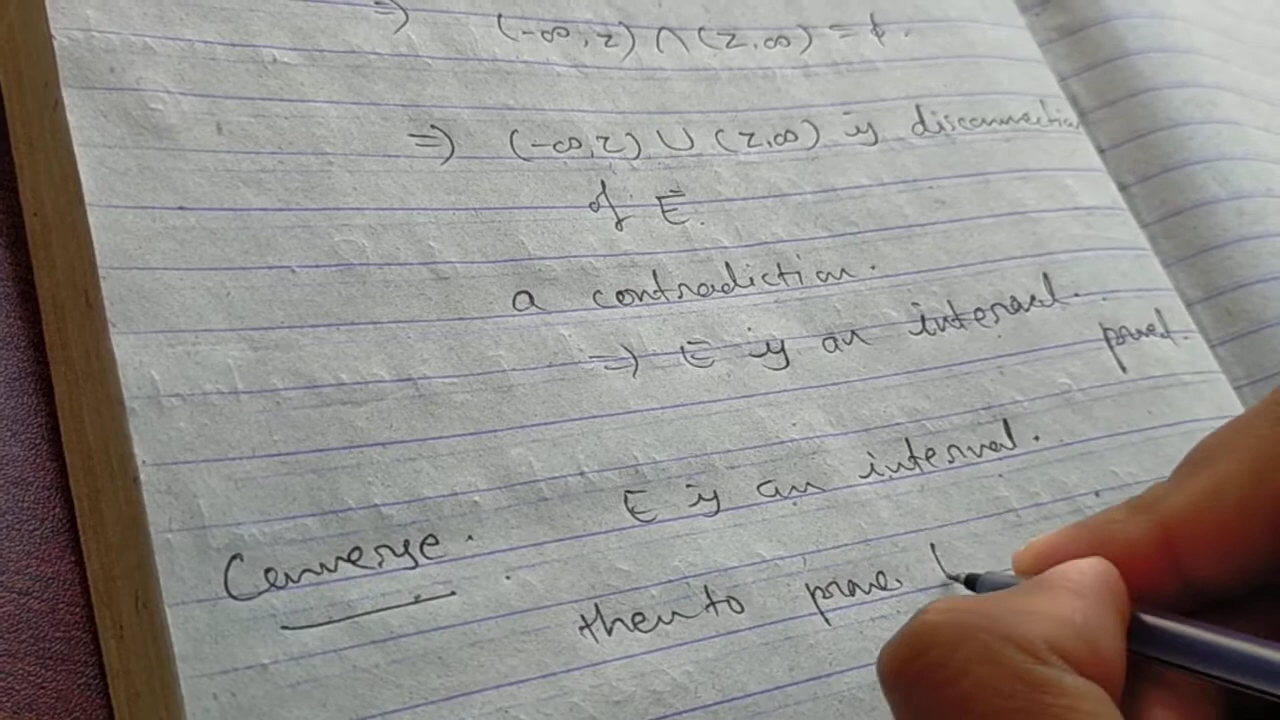 => (-∞, z) ∩ (z, ∞) = ϕ.
=> (-∞, z) ∪ (z, ∞) is disconnection
of E.
a contradiction.
=> E is an interval.
proved.
E is an interval.
Converse.
then to prove